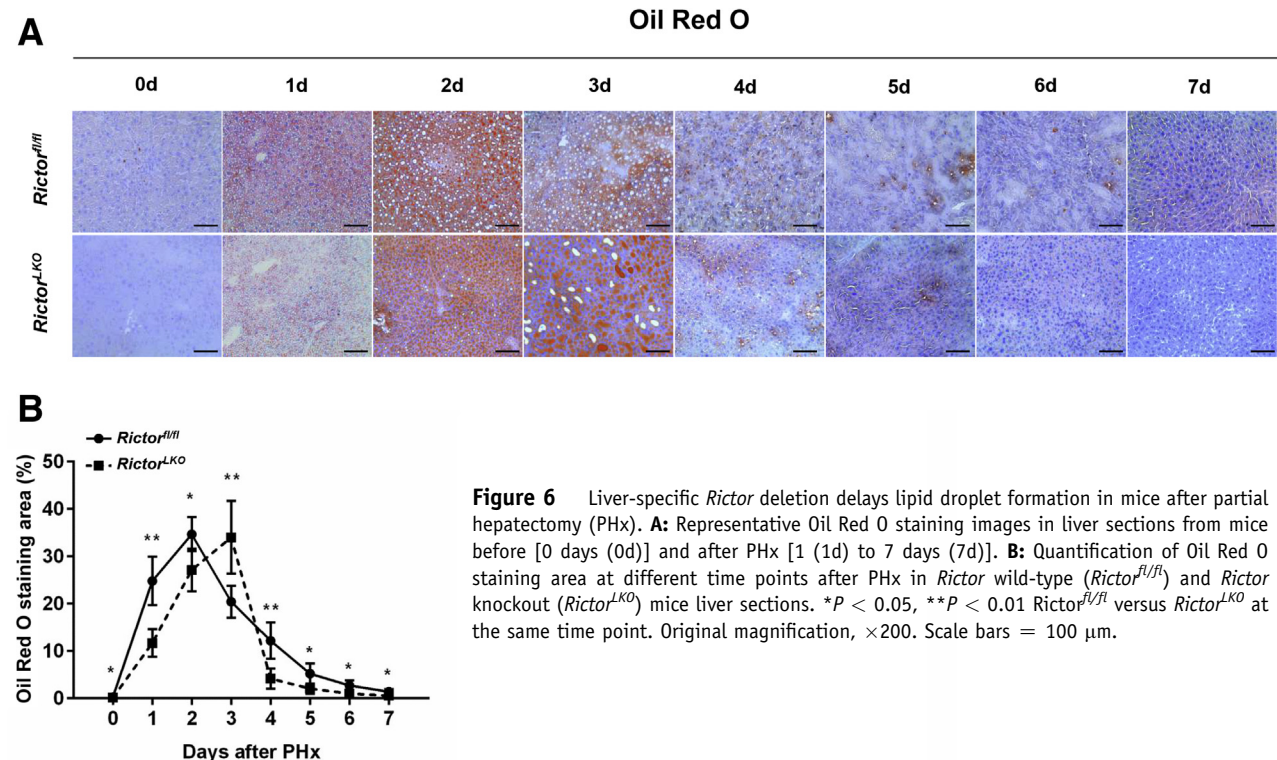 A
Oil Red O
0d 1d 2d 3d 4d 5d 6d 7d
Rictor^fl/fl
Rictor^LKO
B
Rictor^fl/fl
Rictor^LKO
Oil Red O staining area (%)
50
40
30
20
10
0
* ** * ** ** * * *
0 1 2 3 4 5 6 7
Days after PHx
Figure 6 Liver-specific Rictor deletion delays lipid droplet formation in mice after partial
hepatectomy (PHx). A: Representative Oil Red O staining images in liver sections from mice
before [0 days (0d)] and after PHx [1 (1d) to 7 days (7d)]. B: Quantification of Oil Red O
staining area at different time points after PHx in Rictor wild-type (Rictor^fl/fl) and Rictor
knockout (Rictor^LKO) mice liver sections. *P < 0.05, **P < 0.01 Rictor^fl/fl versus Rictor^LKO at
the same time point. Original magnification, ×200. Scale bars = 100 μm.